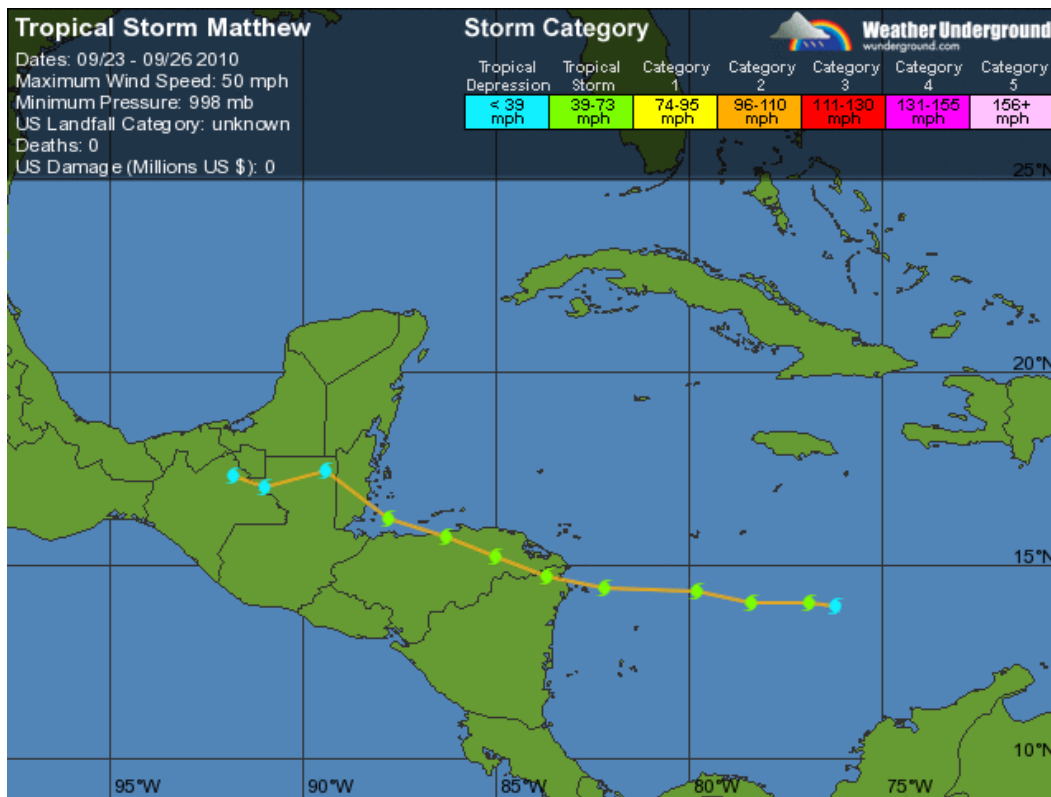 Tropical Storm Matthew
Dates: 09/23 - 09/26 2010
Maximum Wind Speed: 50 mph
Minimum Pressure: 998 mb
US Landfall Category: unknown
Deaths: 0
US Damage (Millions US $): 0
Storm Category
Weather Underground
wunderground.com
Tropical Depression
Tropical Storm
Category 1
Category 2
Category 3
Category 4
Category 5
< 39 mph
39-73 mph
74-95 mph
96-110 mph
111-130 mph
131-155 mph
156+ mph
25°N
20°N
15°N
10°N
95°W
90°W
85°W
80°W
75°W